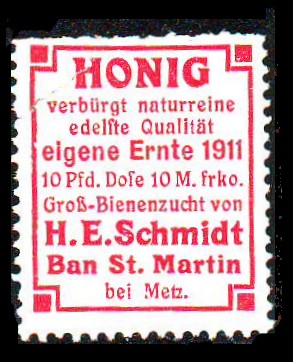 HONIG
verbürgt naturreine
edelſte Qualität
eigene Ernte 1911
10 Pfd. Doſe 10 M. frko.
Groß-Bienenzucht von
H. E. Schmidt
Ban St. Martin
bei Metz.